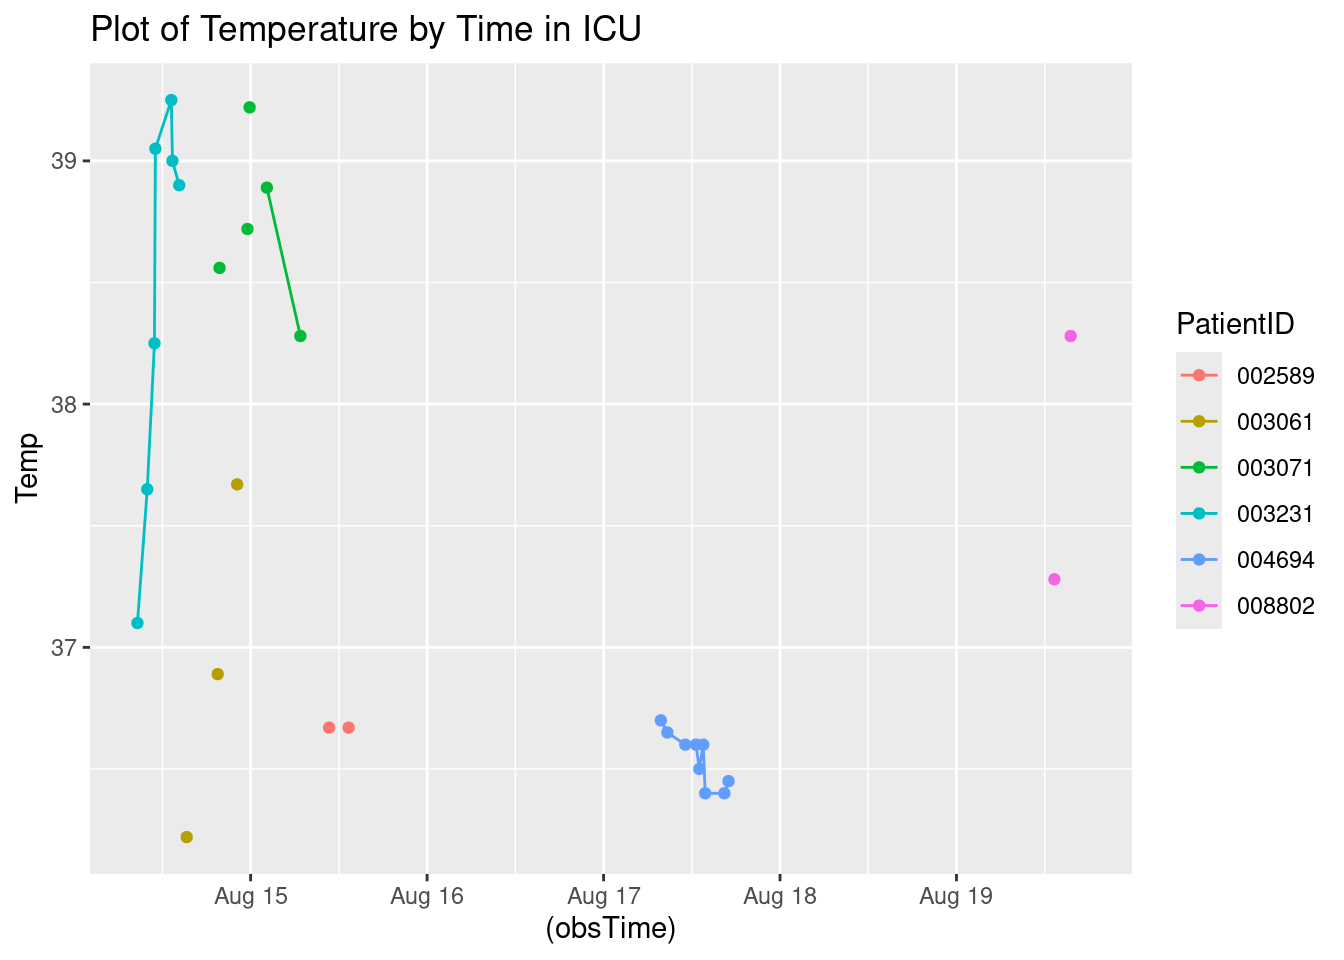 Plot of Temperature by Time in ICU
39
38
37
Temp
Aug 15
Aug 16
Aug 17
Aug 18
Aug 19
(obsTime)
PatientID
002589
003061
003071
003231
004694
008802